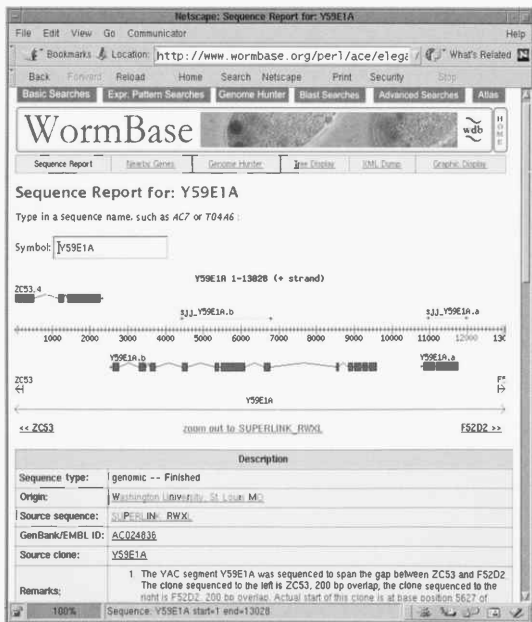 Netscape: Sequence Report for: Y59E1A
File Edit View Go Communicator Help
Bookmarks Location: http://www.wormbase.org/perl/ace/elega What's Related
Back Forward Reload Home Search Netscape Print Security Stop
Basic Searches Expr. Pattern Searches Genome Hunter Blast Searches Advanced Searches Atlas
WormBase wdb HOME
Sequence Report Nearby Genes Genome Hunter Tree Display XML Dump Graphic Display
Sequence Report for: Y59E1A
Type in a sequence name, such as AC7 or T04A6 :
Symbol: Y59E1A
Y59E1A 1-13028 (+ strand)
ZC53.4
sjj_Y59E1A.b sjj_Y59E1A.a
1000 2000 3000 4000 5000 6000 7000 8000 9000 10000 11000 12000 130
Y59E1A.b Y59E1A.a
ZC53 F"
Y59E1A
<< ZC53 zoom out to SUPERLINK_RWXL F52D2 >>
Description
Sequence type: genomic -- Finished
Origin: Washington University, St. Louis MO
Source sequence: SUPERLINK_RWXL
GenBank/EMBL ID: AC024836
Source clone: Y59E1A
Remarks: 1 The YAC segment Y59E1A was sequenced to span the gap between ZC53 and F52D2
The clone sequenced to the left is ZC53, 200 bp overlap, the clone sequenced to the
right is F52D2, 200 bp overlap. Actual start of this clone is at base position 5627 of
100% Sequence: Y59E1A start=1 end=13028